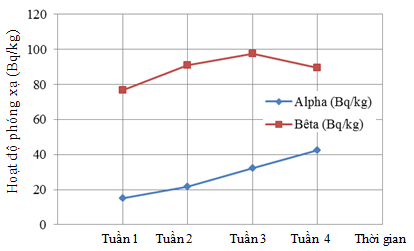 Hoạt độ phóng xạ (Bq/kg)
120
100
80
60
40
20
0
Alpha (Bq/kg)
Bêta (Bq/kg)
Tuần 1 Tuần 2 Tuần 3 Tuần 4 Thời gian